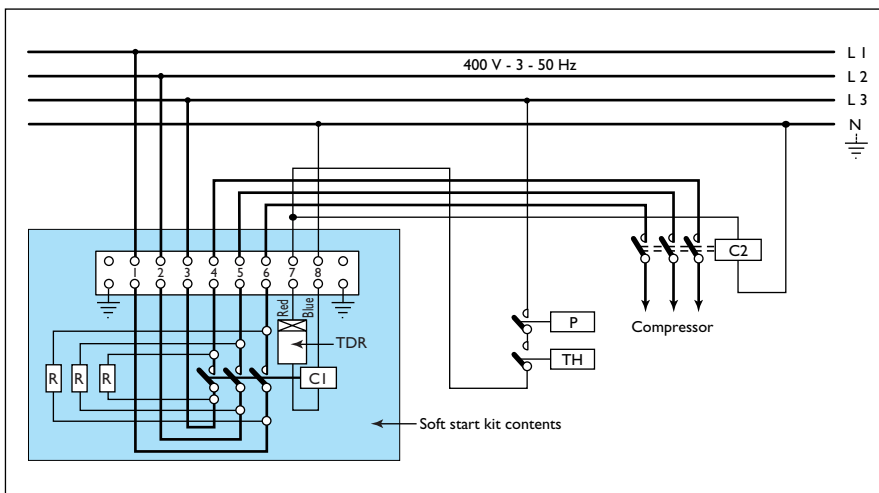 L 1
400 V - 3 - 50 Hz
L 2
L 3
N
1 2 3 4 5 6 7 8
C2
Red
Blue
P
Compressor
TDR
TH
R R R
C1
Soft start kit contents